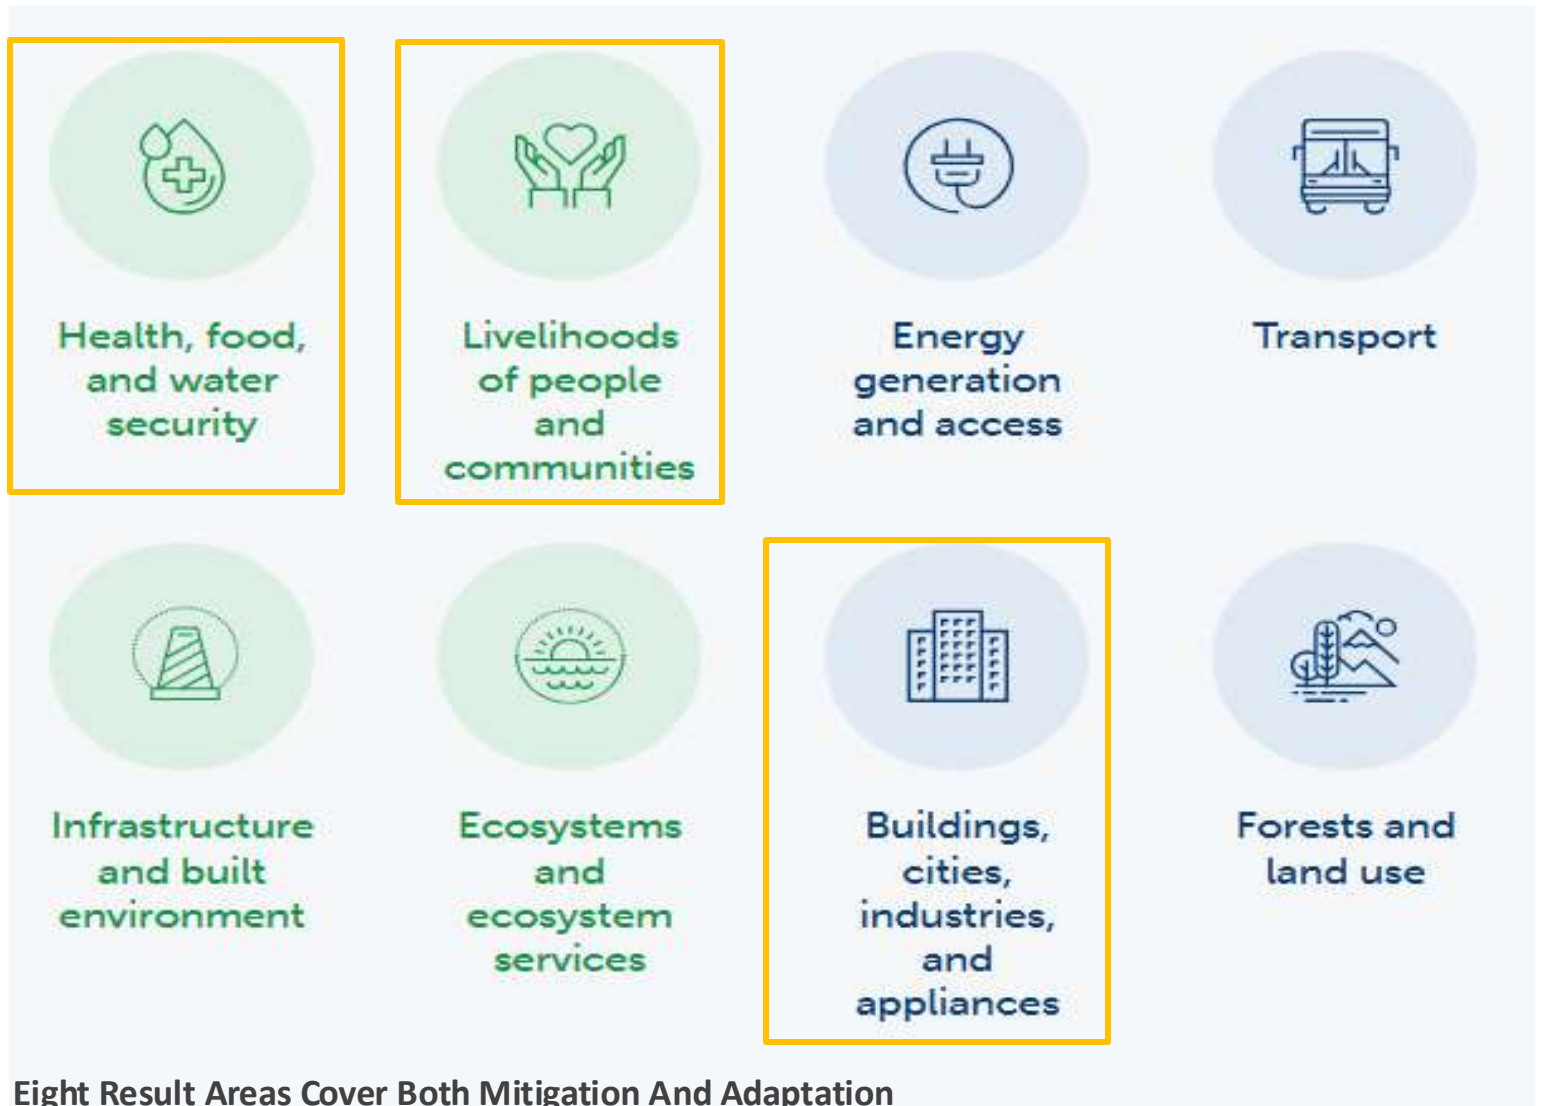 Health, food,
and water
security
Livelihoods
of people
and
communities
Energy
generation
and access
Transport
Infrastructure
and built
environment
Ecosystems
and
ecosystem
services
Buildings,
cities,
industries,
and
appliances
Forests and
land use
Eight Result Areas Cover Both Mitigation And Adaptation